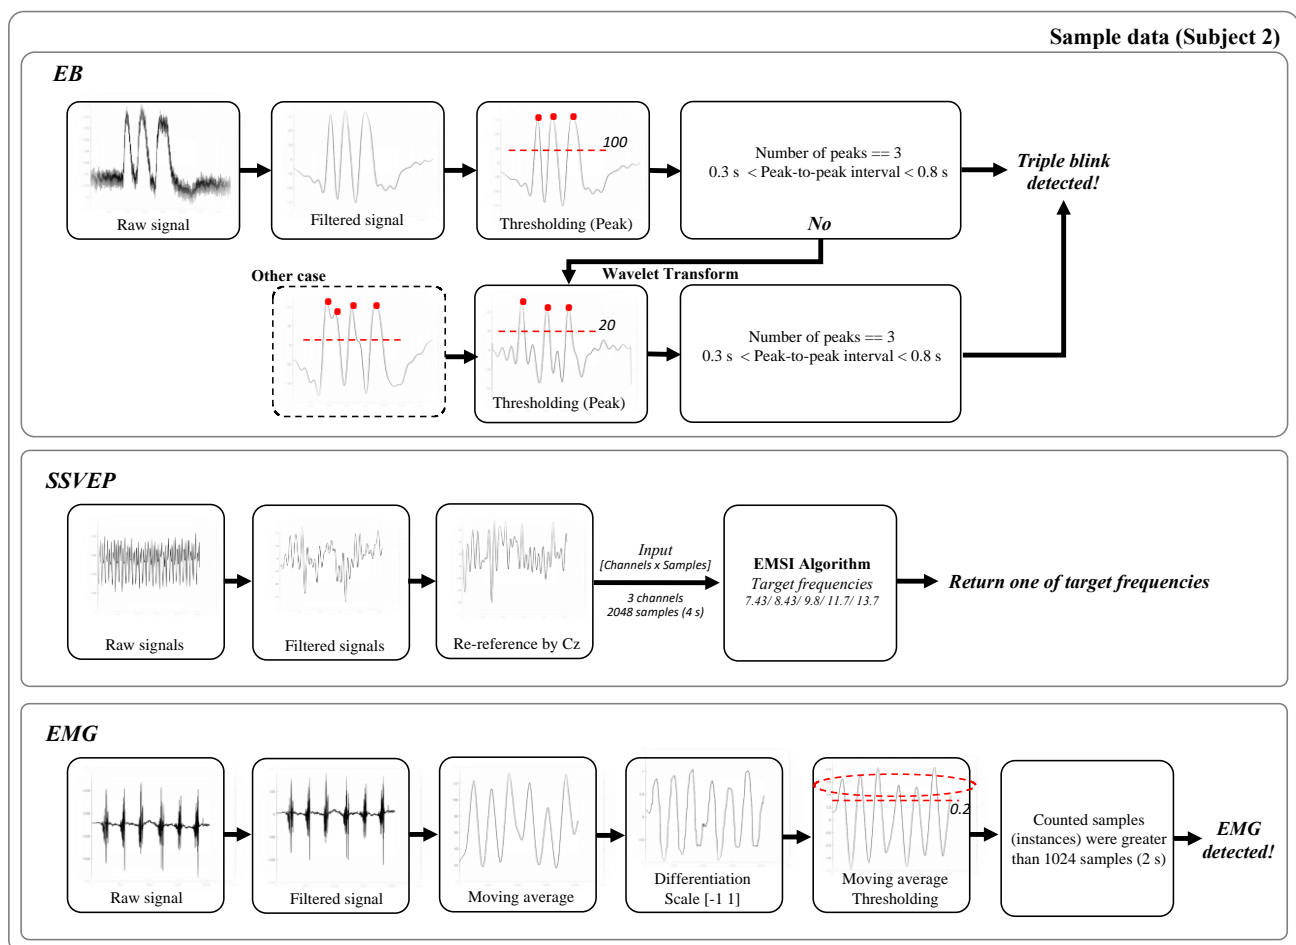 Sample data (Subject 2)
EB
100
Number of peaks == 3
0.3 s < Peak-to-peak interval < 0.8 s
Triple blink
detected!
Raw signal
Filtered signal
Thresholding (Peak)
No
Other case
Wavelet Transform
20
Number of peaks == 3
0.3 s < Peak-to-peak interval < 0.8 s
Thresholding (Peak)
SSVEP
Input
[Channels x Samples]
3 channels
2048 samples (4 s)
EMSI Algorithm
Target frequencies
7.43/ 8.43/ 9.8/ 11.7/ 13.7
Return one of target frequencies
Raw signals
Filtered signals
Re-reference by Cz
EMG
0.2
Counted samples
(instances) were greater
than 1024 samples (2 s)
EMG
detected!
Raw signal
Filtered signal
Moving average
Differentiation
Scale [-1 1]
Moving average
Thresholding